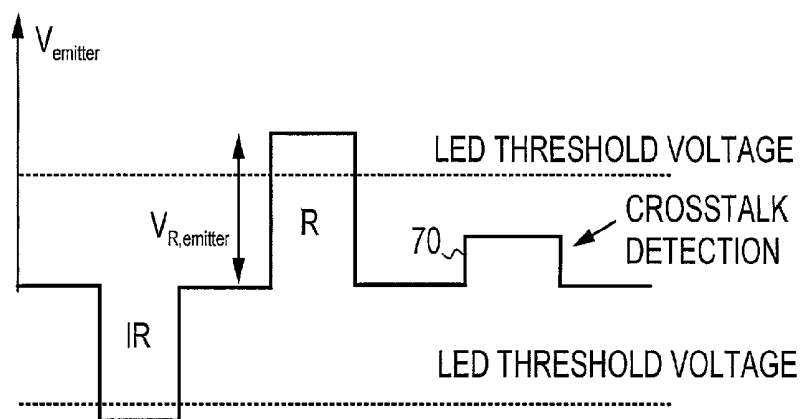 V_emitter
LED THRESHOLD VOLTAGE
V_R,emitter
R
70
CROSSTALK
DETECTION
IR
LED THRESHOLD VOLTAGE